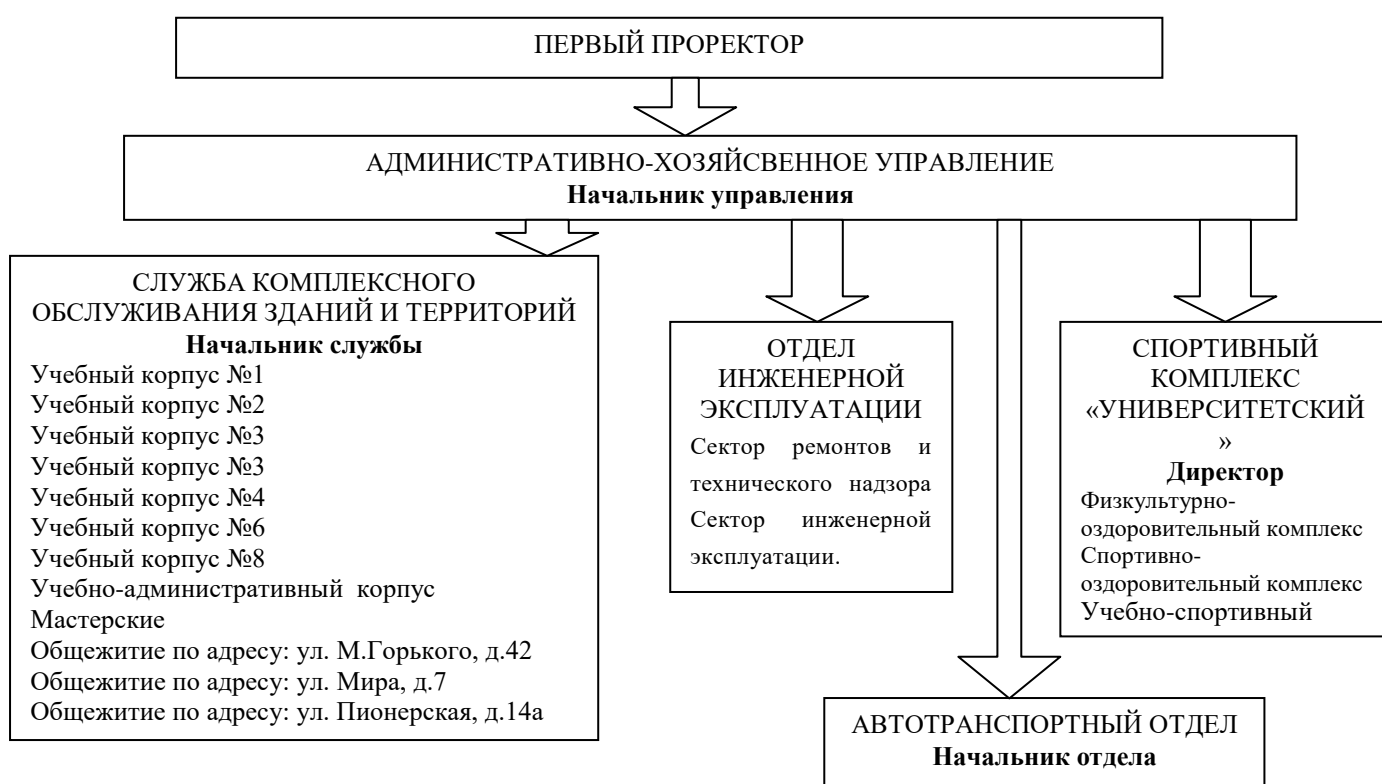 ПЕРВЫЙ ПРОРЕКТОР
АДМИНИСТРАТИВНО-ХОЗЯЙСВЕННОЕ УПРАВЛЕНИЕ
Начальник управления
СЛУЖБА КОМПЛЕКСНОГО
ОБСЛУЖИВАНИЯ ЗДАНИЙ И ТЕРРИТОРИЙ
Начальник службы
Учебный корпус №1
Учебный корпус №2
Учебный корпус №3
Учебный корпус №3
Учебный корпус №4
Учебный корпус №6
Учебный корпус №8
Учебно-административный корпус
Мастерские
Общежитие по адресу: ул. М.Горького, д.42
Общежитие по адресу: ул. Мира, д.7
Общежитие по адресу: ул. Пионерская, д.14а
ОТДЕЛ
ИНЖЕНЕРНОЙ
ЭКСПЛУАТАЦИИ
Сектор ремонтов и
технического надзора
Сектор инженерной
эксплуатации.
СПОРТИВНЫЙ
КОМПЛЕКС
«УНИВЕРСИТЕТСКИЙ
»
Директор
Физкультурно-
оздоровительный комплекс
Спортивно-
оздоровительный комплекс
Учебно-спортивный
АВТОТРАНСПОРТНЫЙ ОТДЕЛ
Начальник отдела